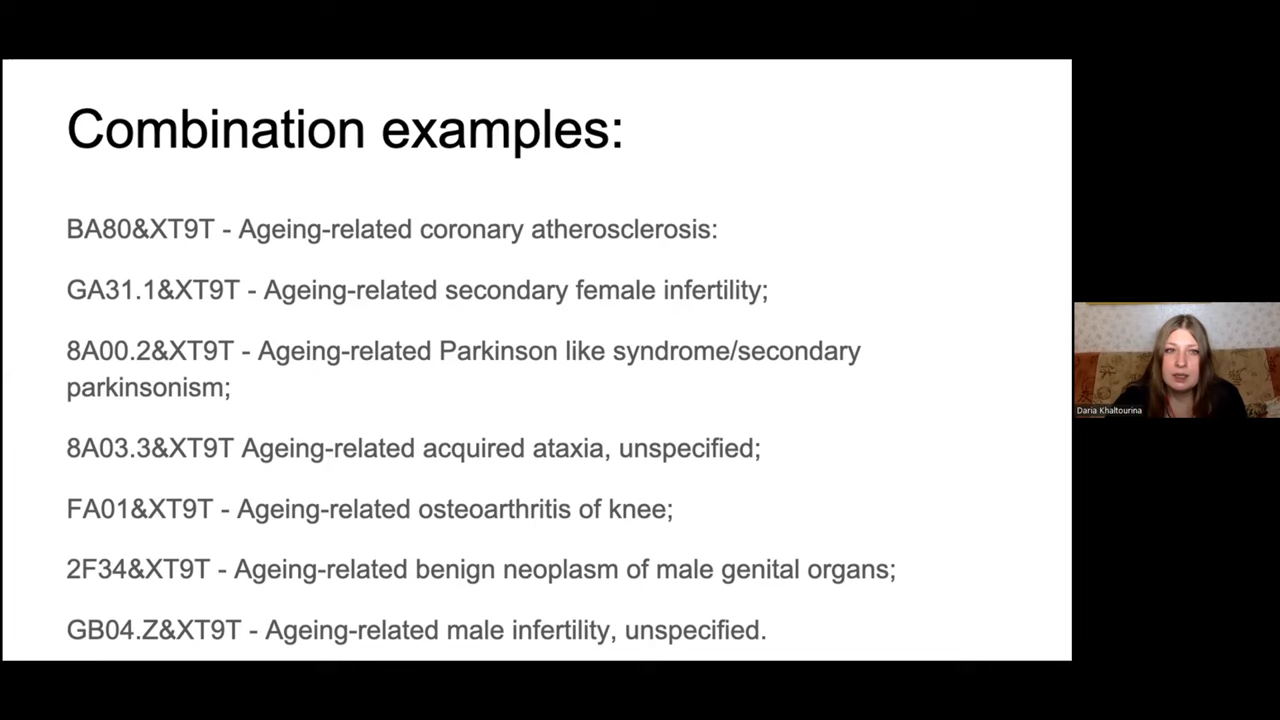 Combination examples:
BA80&XT9T - Ageing-related coronary atherosclerosis:
GA31.1&XT9T - Ageing-related secondary female infertility;
8A00.2&XT9T - Ageing-related Parkinson like syndrome/secondary
parkinsonism;
8A03.3&XT9T Ageing-related acquired ataxia, unspecified;
FA01&XT9T - Ageing-related osteoarthritis of knee;
2F34&XT9T - Ageing-related benign neoplasm of male genital organs;
GB04.Z&XT9T - Ageing-related male infertility, unspecified.
Daria Khaltourina